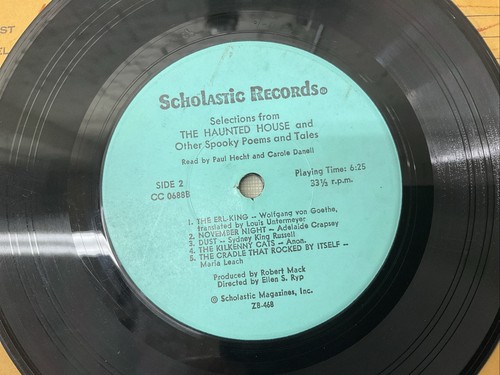 Scholastic Records®
Selections from
THE HAUNTED HOUSE and
Other Spooky Poems and Tales
Read by Paul Hecht and Carole Danell
SIDE 2
CC 0688B
Playing Time: 6:25
33⅓ r.p.m.
1. THE ERL-KING — Wolfgang von Goethe,
translated by Louis Untermeyer
2. NOVEMBER NIGHT — Adelaide Crapsey
3. DUST — Sydney King Russell
4. THE KILKENNY CATS — Anon.
5. THE CRADLE THAT ROCKED BY ITSELF —
Maria Leach
Produced by Robert Mack
Directed by Ellen S. Ryp
© Scholastic Magazines, Inc.
ZB-468